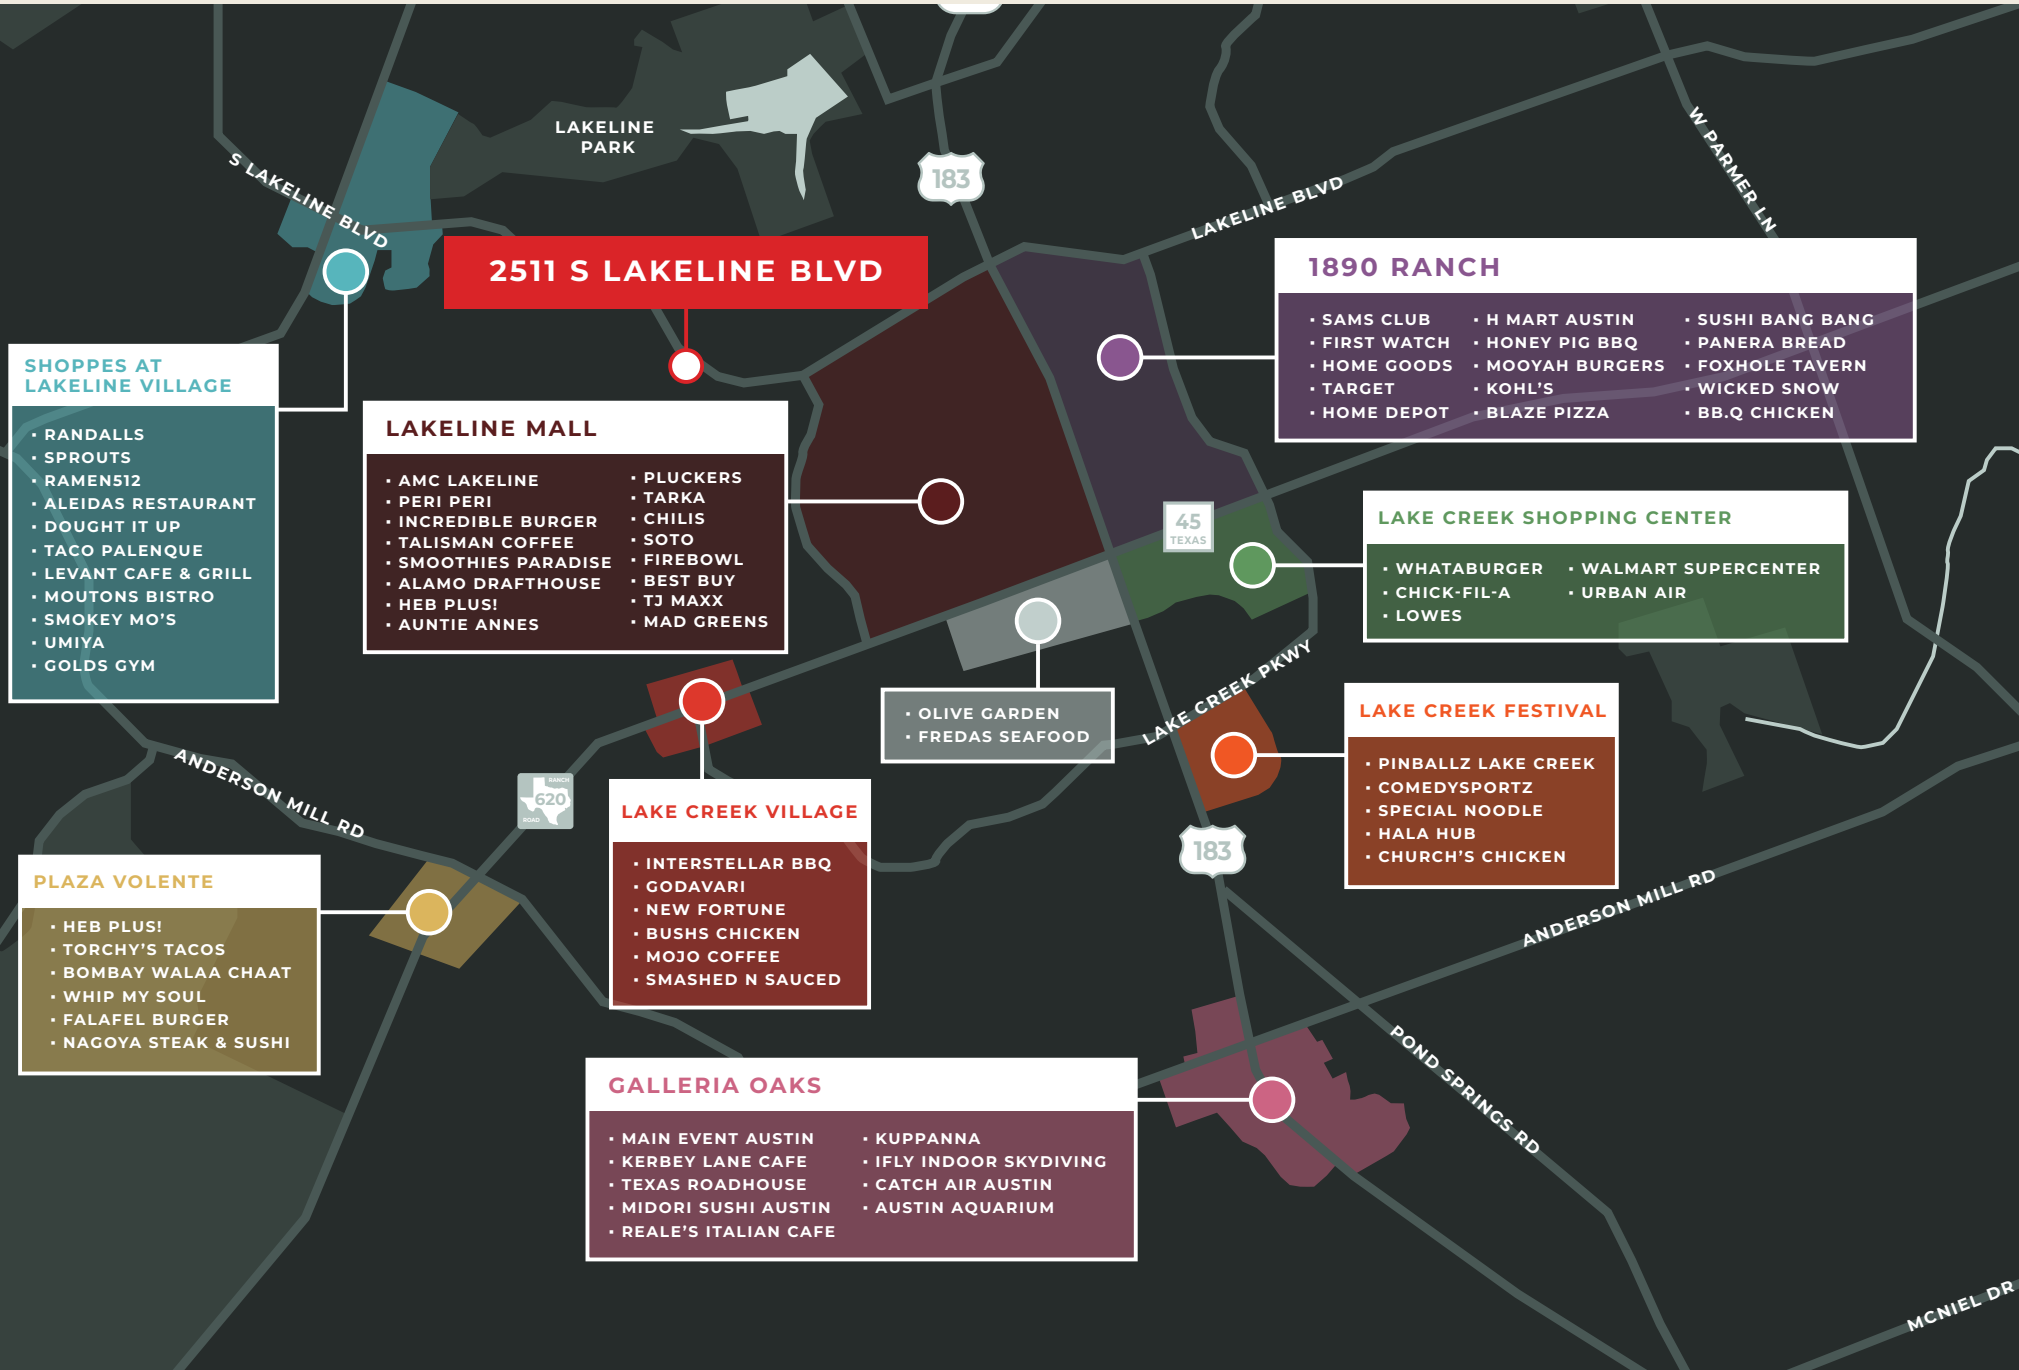 LAKELINE
PARK
183
S LAKELINE BLVD
LAKELINE BLVD
W PARMER LN
2511 S LAKELINE BLVD
1890 RANCH
▪ SAMS CLUB
▪ FIRST WATCH
▪ HOME GOODS
▪ TARGET
▪ HOME DEPOT
▪ H MART AUSTIN
▪ HONEY PIG BBQ
▪ MOOYAH BURGERS
▪ KOHL'S
▪ BLAZE PIZZA
▪ SUSHI BANG BANG
▪ PANERA BREAD
▪ FOXHOLE TAVERN
▪ WICKED SNOW
▪ BB.Q CHICKEN
SHOPPES AT
LAKELINE VILLAGE
▪ RANDALLS
▪ SPROUTS
▪ RAMEN512
▪ ALEIDAS RESTAURANT
▪ DOUGHT IT UP
▪ TACO PALENQUE
▪ LEVANT CAFE & GRILL
▪ MOUTONS BISTRO
▪ SMOKEY MO'S
▪ UMIYA
▪ GOLDS GYM
LAKELINE MALL
▪ AMC LAKELINE
▪ PERI PERI
▪ INCREDIBLE BURGER
▪ TALISMAN COFFEE
▪ SMOOTHIES PARADISE
▪ ALAMO DRAFTHOUSE
▪ HEB PLUS!
▪ AUNTIE ANNES
▪ PLUCKERS
▪ TARKA
▪ CHILIS
▪ SOTO
▪ FIREBOWL
▪ BEST BUY
▪ TJ MAXX
▪ MAD GREENS
45
TEXAS
LAKE CREEK SHOPPING CENTER
▪ WHATABURGER
▪ CHICK-FIL-A
▪ LOWES
▪ WALMART SUPERCENTER
▪ URBAN AIR
▪ OLIVE GARDEN
▪ FREDAS SEAFOOD
LAKE CREEK PKWY
LAKE CREEK FESTIVAL
▪ PINBALLZ LAKE CREEK
▪ COMEDYSPORTZ
▪ SPECIAL NOODLE
▪ HALA HUB
▪ CHURCH'S CHICKEN
ANDERSON MILL RD
RANCH
620
ROAD
LAKE CREEK VILLAGE
▪ INTERSTELLAR BBQ
▪ GODAVARI
▪ NEW FORTUNE
▪ BUSHS CHICKEN
▪ MOJO COFFEE
▪ SMASHED N SAUCED
183
PLAZA VOLENTE
▪ HEB PLUS!
▪ TORCHY'S TACOS
▪ BOMBAY WALAA CHAAT
▪ WHIP MY SOUL
▪ FALAFEL BURGER
▪ NAGOYA STEAK & SUSHI
ANDERSON MILL RD
GALLERIA OAKS
▪ MAIN EVENT AUSTIN
▪ KERBEY LANE CAFE
▪ TEXAS ROADHOUSE
▪ MIDORI SUSHI AUSTIN
▪ REALE'S ITALIAN CAFE
▪ KUPPANNA
▪ IFLY INDOOR SKYDIVING
▪ CATCH AIR AUSTIN
▪ AUSTIN AQUARIUM
POND SPRINGS RD
MCNIEL DR